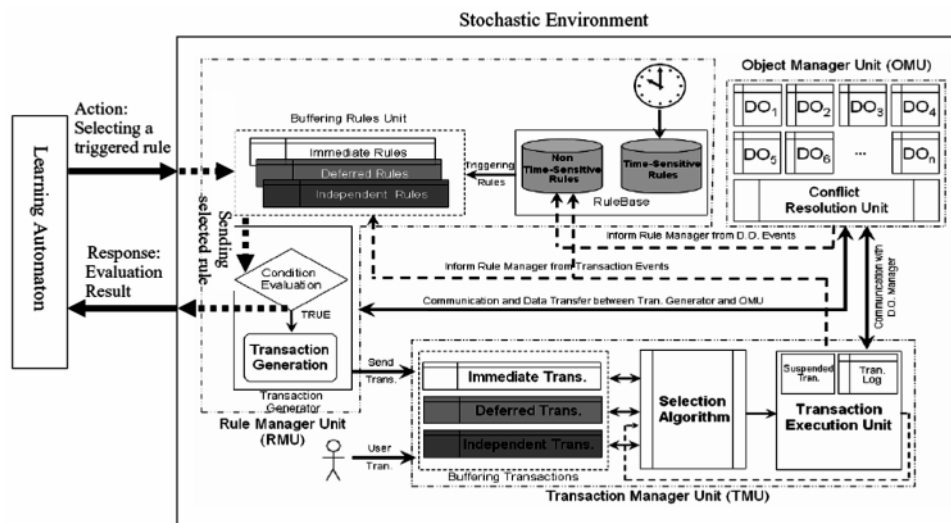 Stochastic Environment
Learning Automaton
Action:
Selecting a
triggered rule
Response:
Evaluation
Result
Buffering Rules Unit
Immediate Rules
Deferred Rules
Independent Rules
Triggering
Rules
Non
Time-Sensitive
Rules
Time-Sensitive
Rules
RuleBase
Object Manager Unit (OMU)
DO1
DO2
DO3
DO4
DO5
DO6
...
DOn
Conflict
Resolution Unit
Inform Rule Manager from D.O. Events
Inform Rule Manager from Transaction Events
Sending
selected rule
Condition
Evaluation
TRUE
Transaction
Generation
Transaction
Generator
Rule Manager Unit
(RMU)
Communication and Data Transfer between Tran. Generator and OMU
Communication with
D.O. Manager
Send
Trans.
User
Tran.
Immediate Trans.
Deferred Trans.
Independent Trans.
Buffering Transactions
Selection
Algorithm
Suspended
Tran.
Tran.
Log
Transaction
Execution Unit
Transaction Manager Unit (TMU)